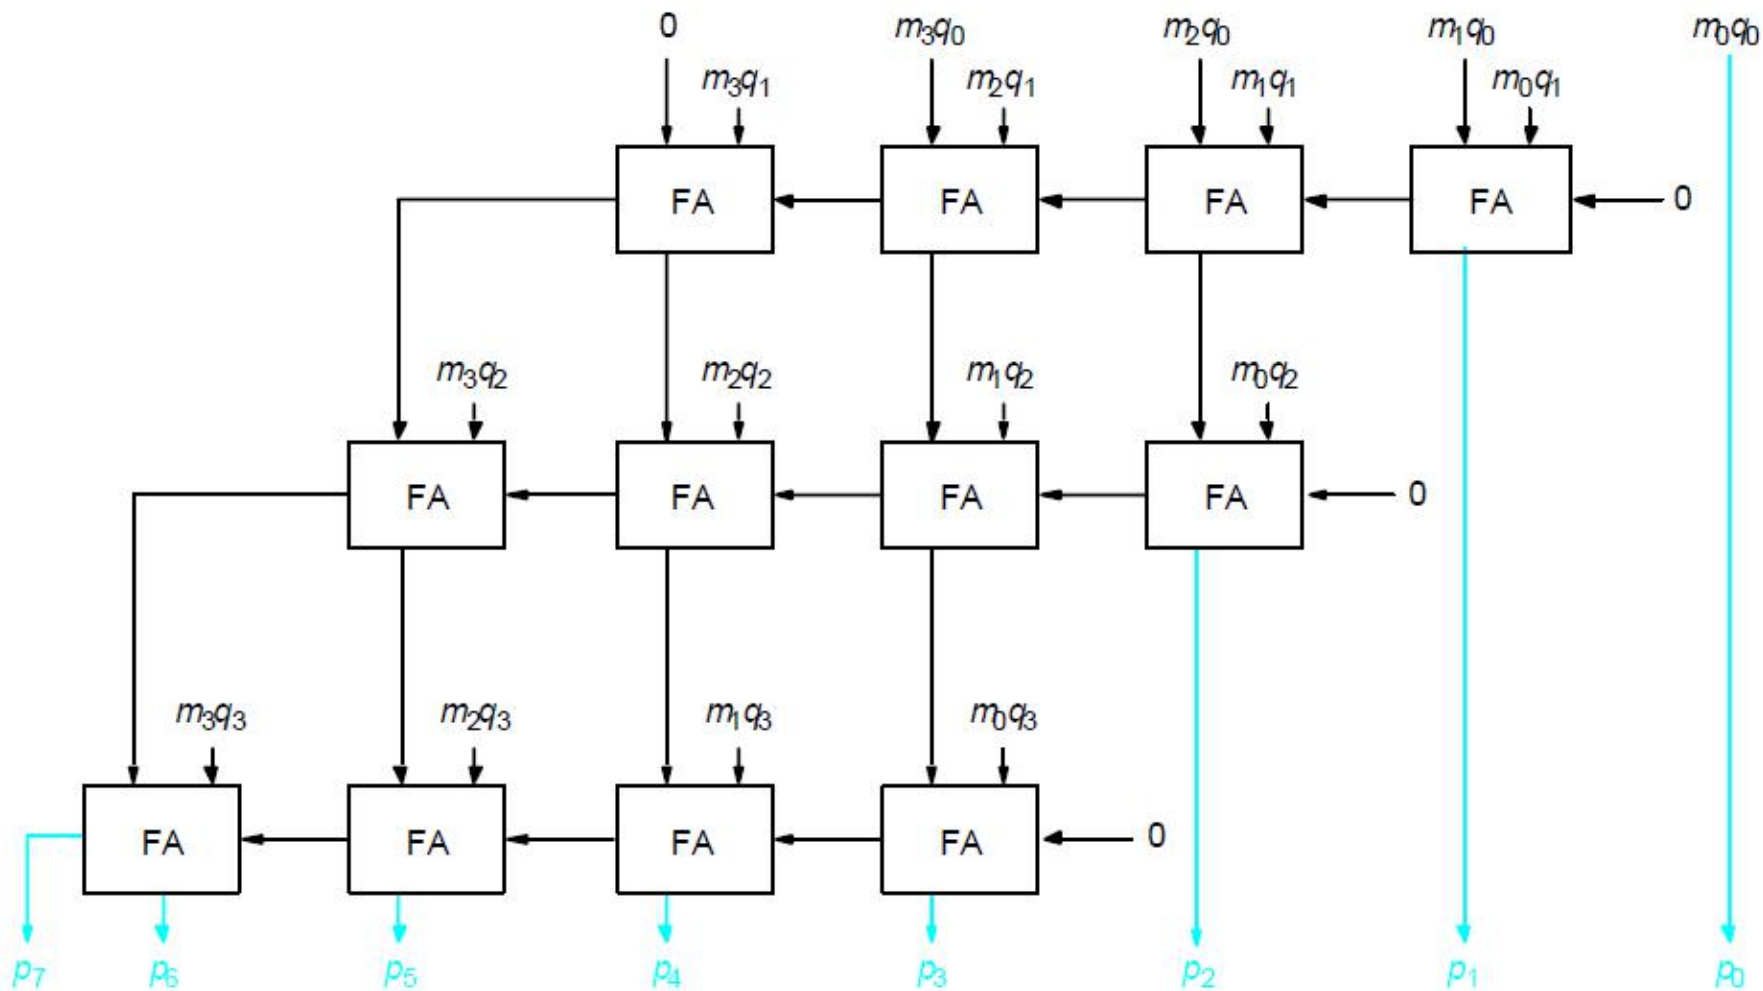 0 m₃q₀ m₂q₀ m₁q₀ m₀q₀
m₃q₁ m₂q₁ m₁q₁ m₀q₁
FA FA FA FA 0
m₃q₂ m₂q₂ m₁q₂ m₀q₂
FA FA FA FA 0
m₃q₃ m₂q₃ m₁q₃ m₀q₃
FA FA FA FA 0
p₇ p₆ p₅ p₄ p₃ p₂ p₁ p₀